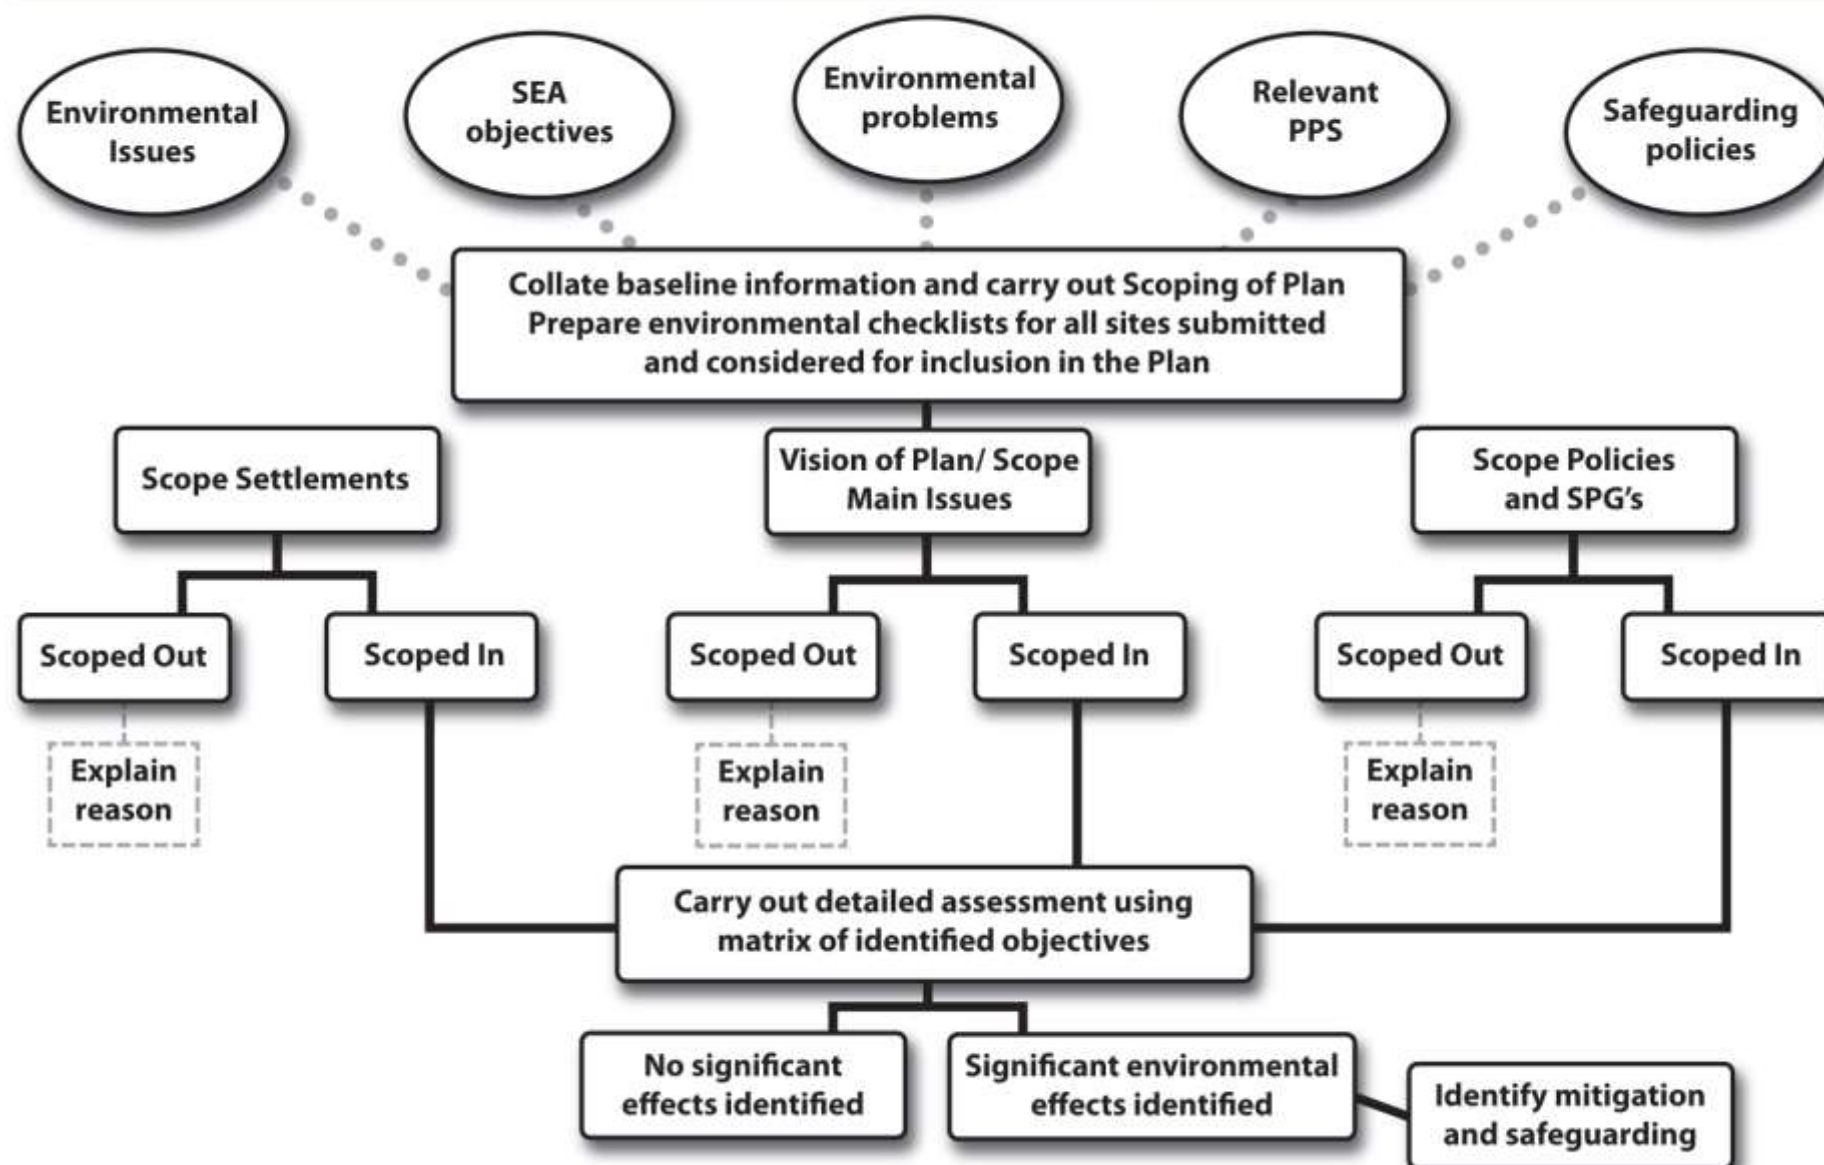 Environmental
Issues
SEA
objectives
Environmental
problems
Relevant
PPS
Safeguarding
policies
Collate baseline information and carry out Scoping of Plan
Prepare environmental checklists for all sites submitted
and considered for inclusion in the Plan
Scope Settlements
Vision of Plan/ Scope
Main Issues
Scope Policies
and SPG’s
Scoped Out
Scoped In
Scoped Out
Scoped In
Scoped Out
Scoped In
Explain
reason
Explain
reason
Explain
reason
Carry out detailed assessment using
matrix of identified objectives
No significant
effects identified
Significant environmental
effects identified
Identify mitigation
and safeguarding